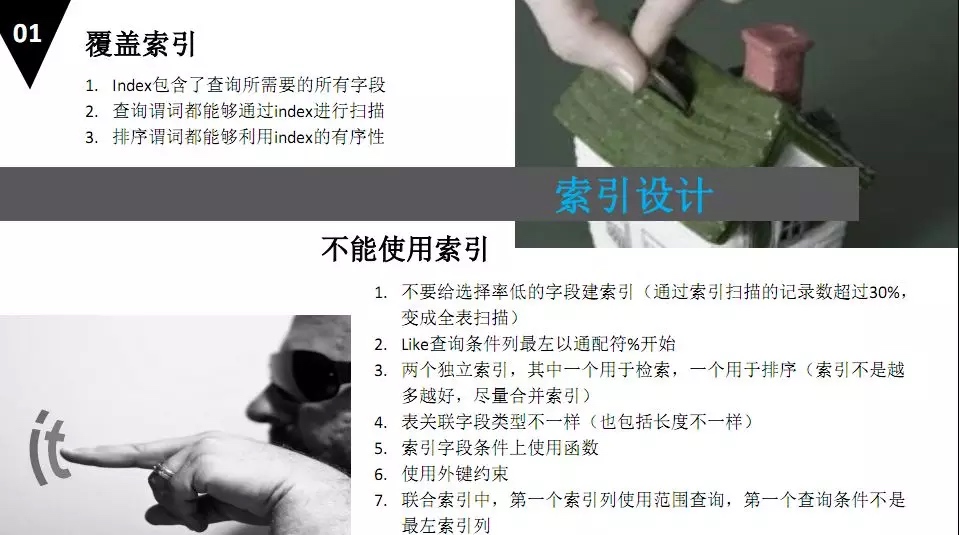 01
覆盖索引
1. Index包含了查询所需要的所有字段
2. 查询谓词都能够通过index进行扫描
3. 排序谓词都能够利用index的有序性
索引设计
不能使用索引
1. 不要给选择率低的字段建索引（通过索引扫描的记录数超过30%，
变成全表扫描）
2. Like查询条件列最左以通配符%开始
3. 两个独立索引，其中一个用于检索，一个用于排序（索引不是越
多越好，尽量合并索引）
4. 表关联字段类型不一样（也包括长度不一样）
5. 索引字段条件上使用函数
6. 使用外键约束
7. 联合索引中，第一个索引列使用范围查询，第一个查询条件不是
最左索引列
it